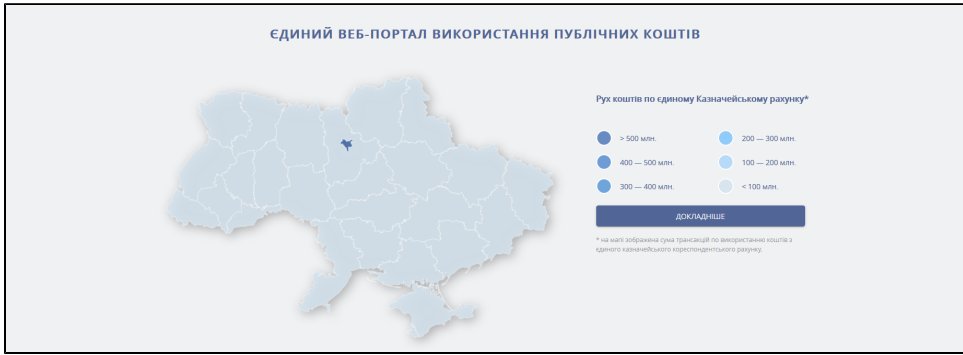 ЄДИНИЙ ВЕБ-ПОРТАЛ ВИКОРИСТАННЯ ПУБЛІЧНИХ КОШТІВ
Рух коштів по єдиному Казначейському рахунку*
> 500 млн.
200 — 300 млн.
400 — 500 млн.
100 — 200 млн.
300 — 400 млн.
< 100 млн.
ДОКЛАДНІШЕ
* на мапі зображена сума транзакцій по використанню коштів з
єдиного казначейського кореспондентського рахунку.